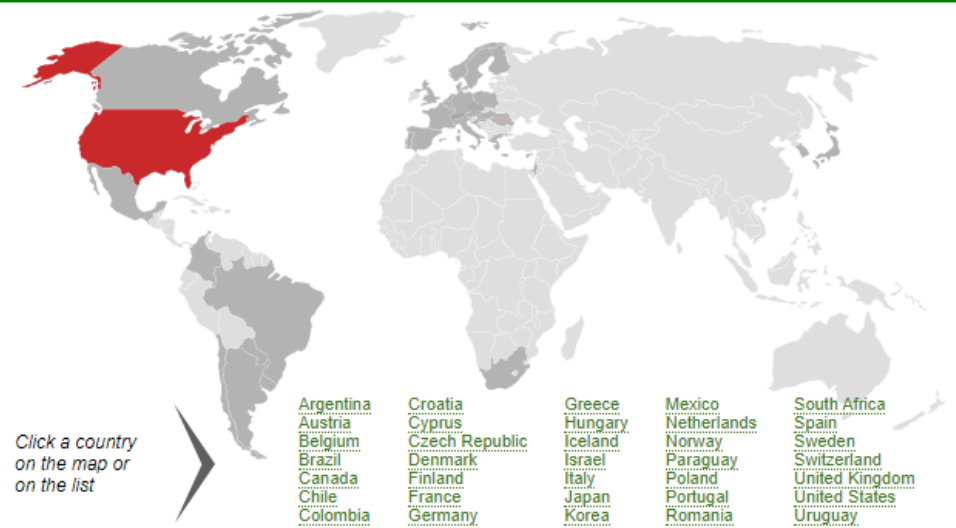 Click a country
on the map or
on the list
Argentina
Austria
Belgium
Brazil
Canada
Chile
Colombia
Croatia
Cyprus
Czech Republic
Denmark
Finland
France
Germany
Greece
Hungary
Iceland
Israel
Italy
Japan
Korea
Mexico
Netherlands
Norway
Paraguay
Poland
Portugal
Romania
South Africa
Spain
Sweden
Switzerland
United Kingdom
United States
Uruguay